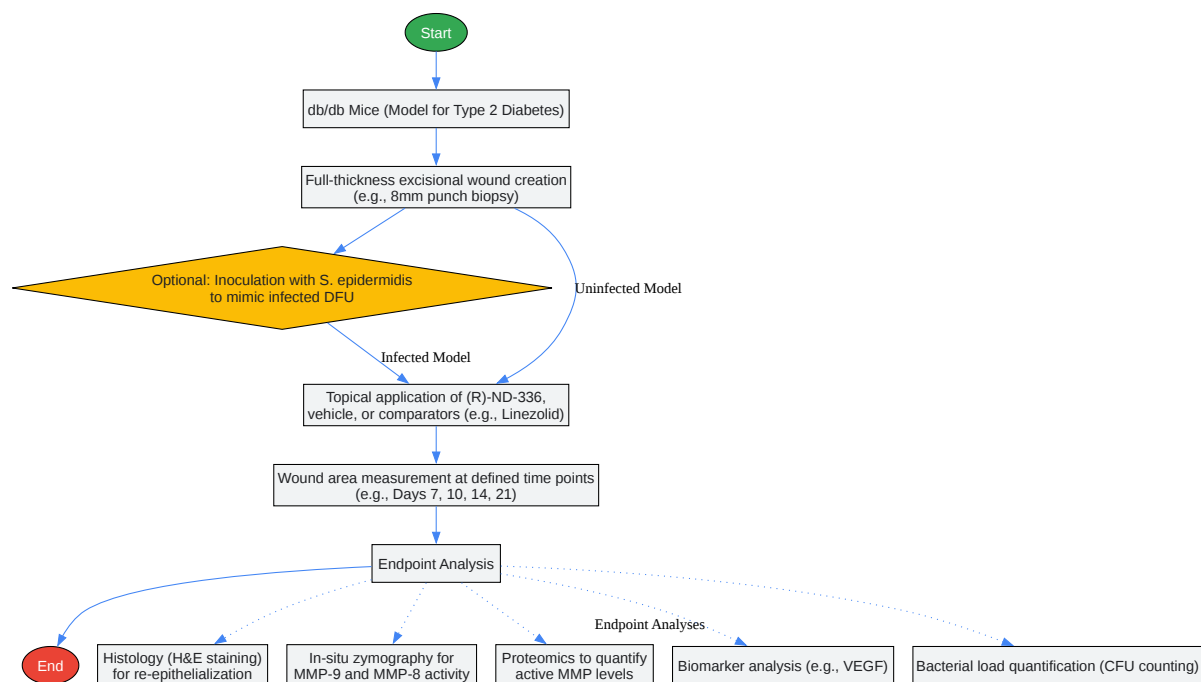 Start
db/db Mice (Model for Type 2 Diabetes)
Full-thickness excisional wound creation
(e.g., 8mm punch biopsy)
Optional: Inoculation with S. epidermidis
to mimic infected DFU
Uninfected Model
Infected Model
Topical application of (R)-ND-336,
vehicle, or comparators (e.g., Linezolid)
Wound area measurement at defined time points
(e.g., Days 7, 10, 14, 21)
Endpoint Analysis
Endpoint Analyses
End
Histology (H&E staining)
for re-epithelialization
In-situ zymography for
MMP-9 and MMP-8 activity
Proteomics to quantify
active MMP levels
Biomarker analysis (e.g., VEGF)
Bacterial load quantification (CFU counting)